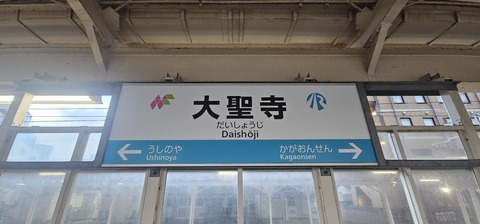 大聖寺
だいしょうじ
Daishōji
← うしのや
Ushinoya
かがおんせん →
Kagaonsen